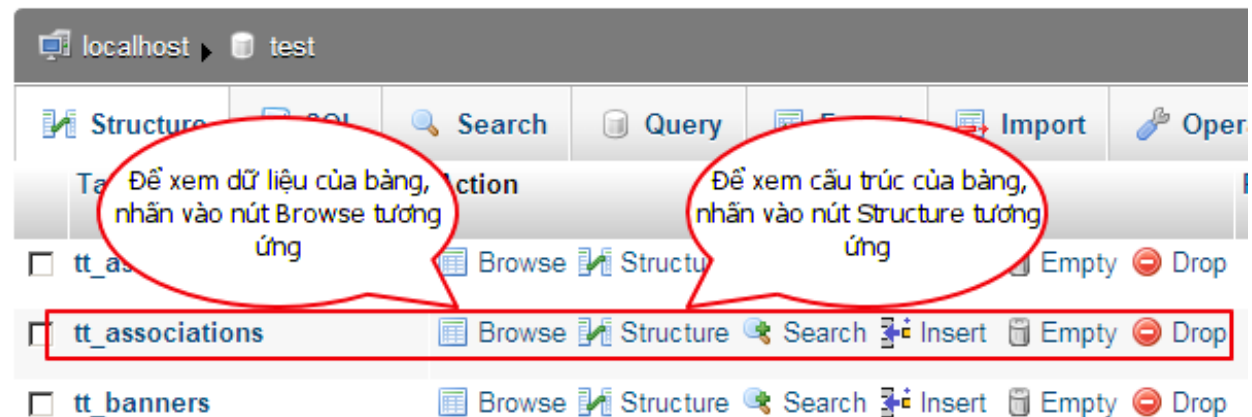 localhost test
Structure SQL Search Query Import
Action
Để xem dữ liệu của bảng,
nhấn vào nút Browse tương
ứng
Để xem cấu trúc của bảng,
nhấn vào nút Structure tương
ứng
Browse Empty Drop
tt_associations Browse Structure Search Insert Empty Drop
tt_banners Browse Structure Search Insert Empty Drop